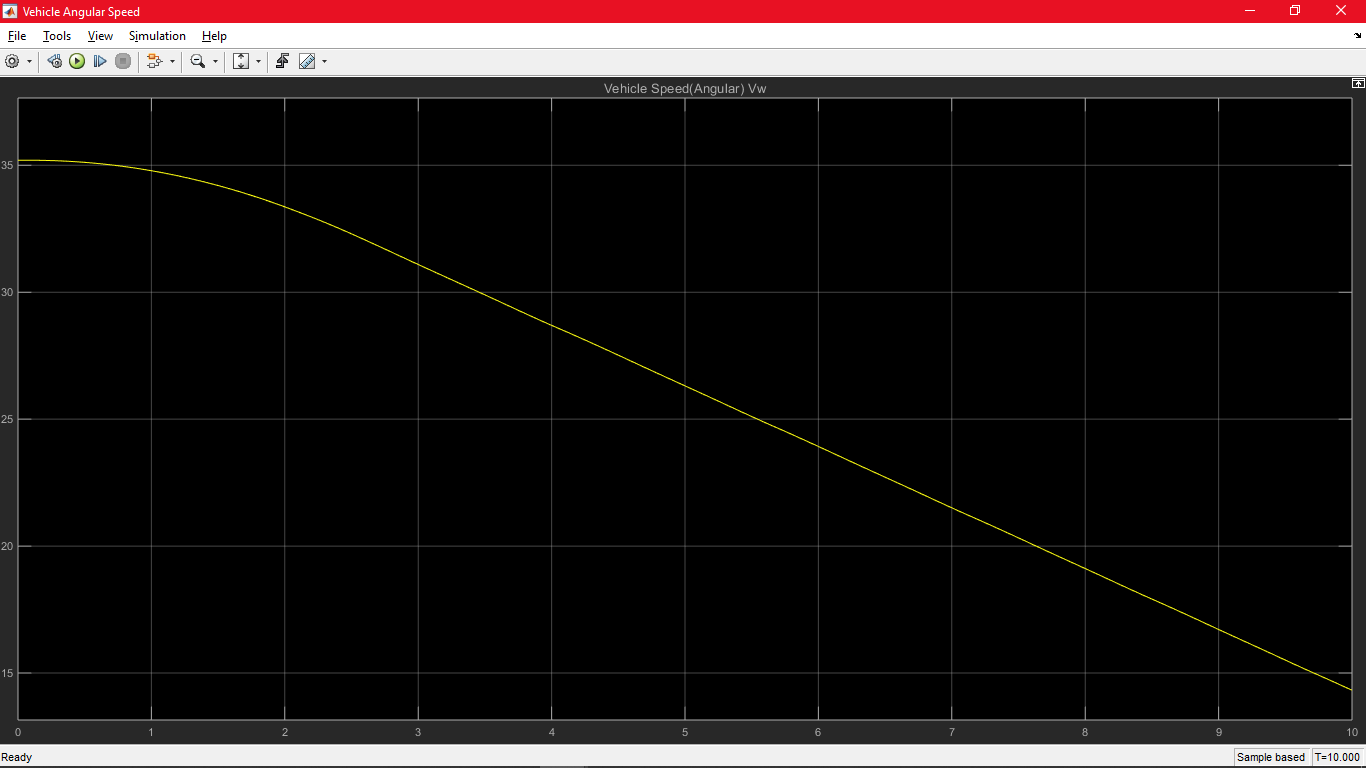 Vehicle Angular Speed
File Tools View Simulation Help
Vehicle Speed(Angular) Vw
35
30
25
20
15
0 1 2 3 4 5 6 7 8 9 10
Ready Sample based T=10.000